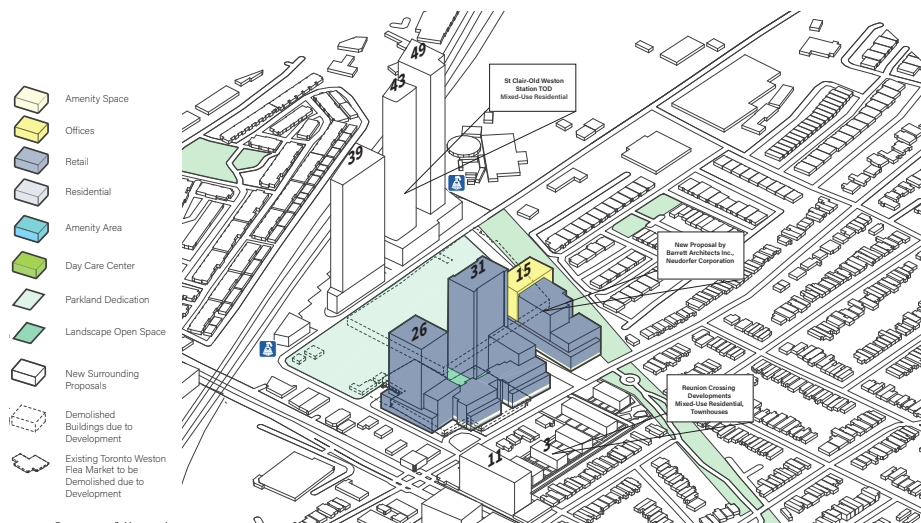 Amenity Space
Offices
Retail
Residential
Amenity Area
Day Care Center
Parkland Dedication
Landscape Open Space
New Surrounding
Proposals
Demolished
Buildings due to
Development
Existing Toronto Weston
Flea Market to be
Demolished due to
Development
49
43
39
St Clair-Old Weston
Station TOD
Mixed-Use Residential
New Proposal by
Barrett Architects Inc.,
Neudorfer Corporation
31
15
26
Reunion Crossing
Developments
Mixed-Use Residential,
Townhouses
11
3